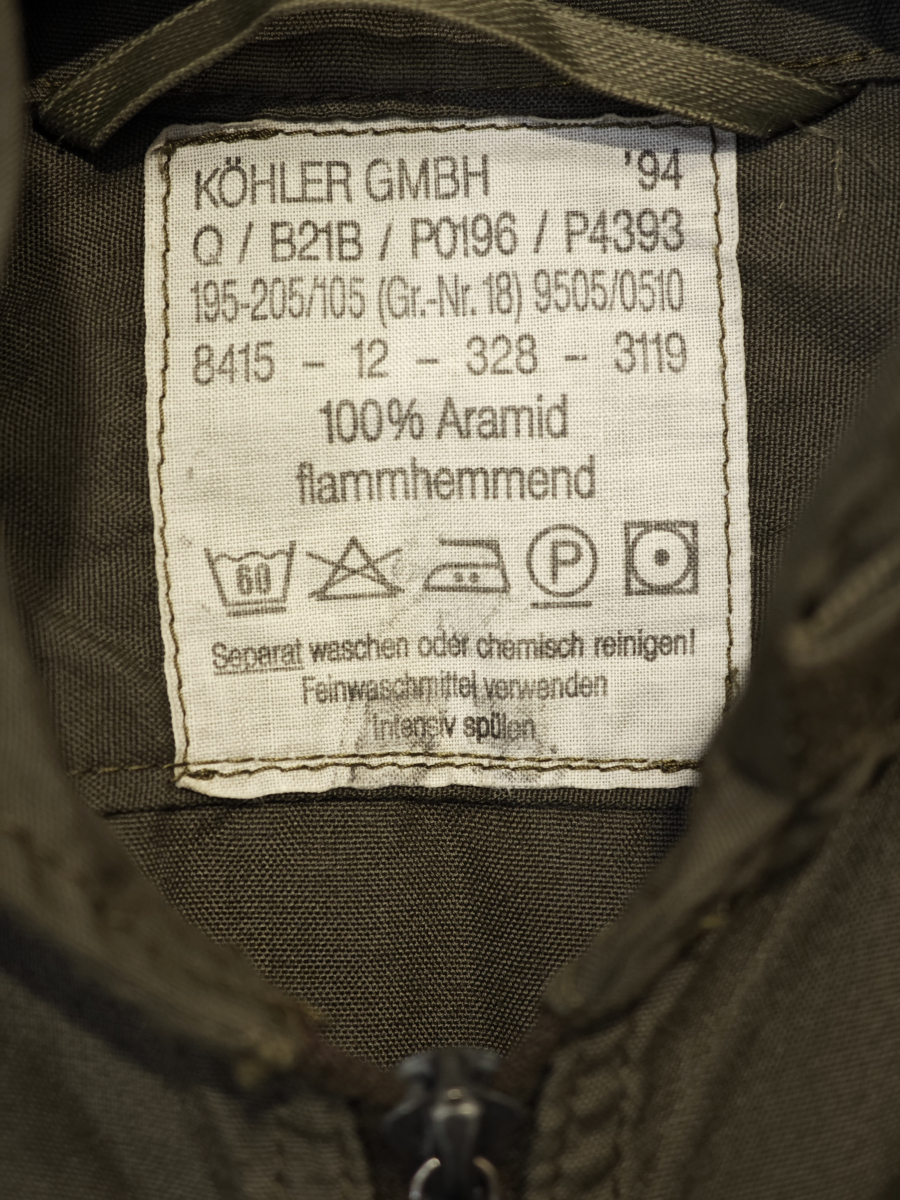 KÖHLER GMBH '94
Q / B21B / P0196 / P4393
195-205/105 (Gr.-Nr. 18) 9505/0510
8415 - 12 - 328 - 3119
100% Aramid
flammhemmend
60 P
Separat waschen oder chemisch reinigen!
Feinwaschmittel verwenden
Intensiv spülen